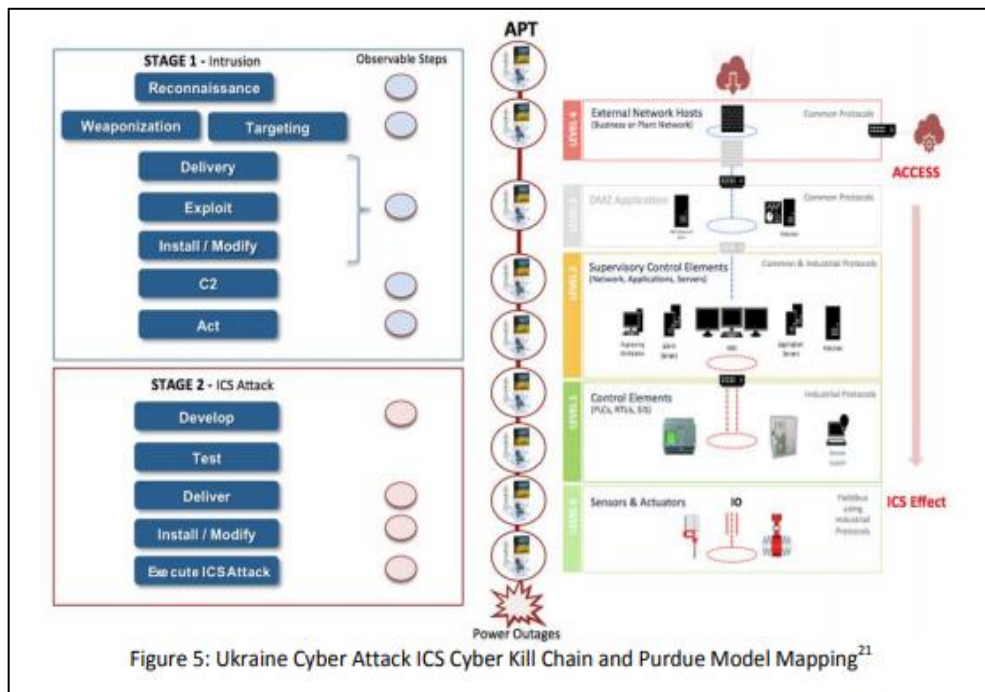 APT
STAGE 1 - Intrusion
Observable Steps
Reconnaissance
Weaponization
Targeting
Delivery
Exploit
Install / Modify
C2
Act
STAGE 2 - ICS Attack
Develop
Test
Deliver
Install / Modify
Execute ICS Attack
Power Outages
LEVEL 4
External Network Hosts
(Business or Plant Network)
Common Protocols
ACCESS
DMZ Application
Common Protocols
LEVEL 2
Supervisory Control Elements
(Network, Applications, Servers)
Common & Industrial Protocols
LEVEL 1
Control Elements
(PLCs, RTUs, SIS)
Industrial Protocols
Sensors & Actuators
IO
Fieldbus
using
Industrial
Protocols
ICS Effect
Figure 5: Ukraine Cyber Attack ICS Cyber Kill Chain and Purdue Model Mapping21